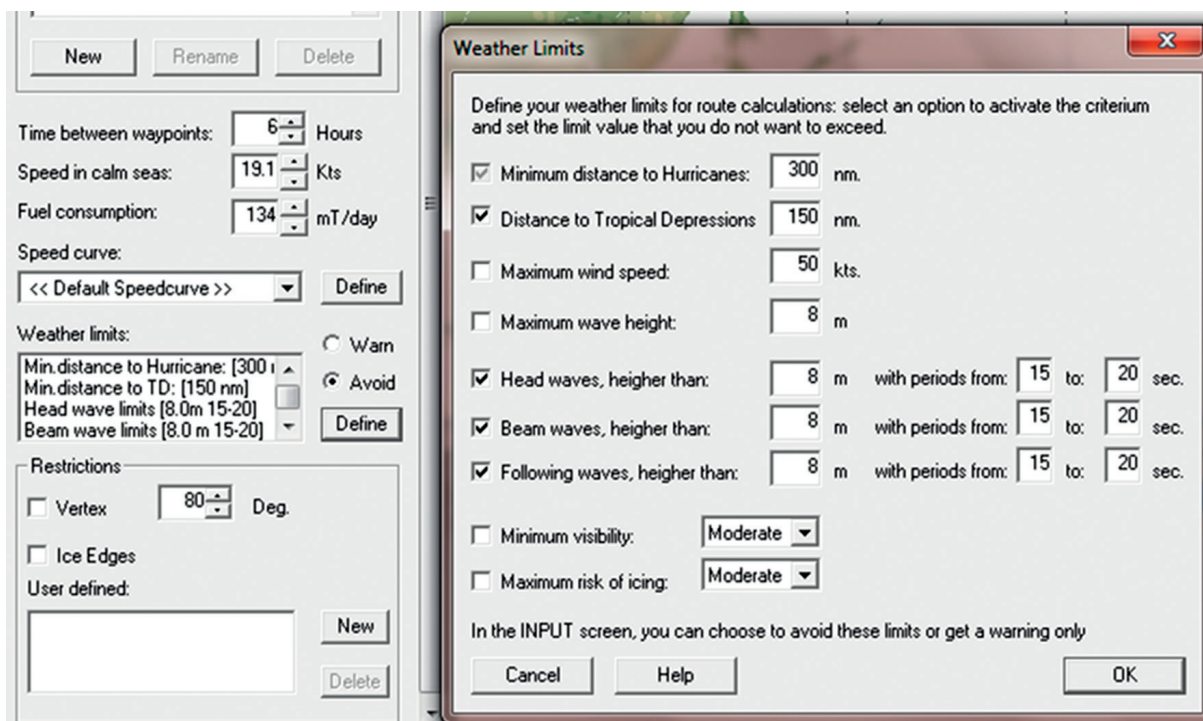 New
Rename
Delete
Time between waypoints: 6 Hours
Speed in calm seas: 19.1 Kts
Fuel consumption: 134 mT/day
Speed curve:
<< Default Speedcurve >> Define
Weather limits:
Warn
Min.distance to Hurricane: [300
Min.distance to TD: [150 nm]
Avoid
Head wave limits [8.0m 15-20]
Beam wave limits [8.0 m 15-20]
Define
Restrictions
Vertex 80 Deg.
Ice Edges
User defined:
New
Delete
Weather Limits
Define your weather limits for route calculations: select an option to activate the criterium
and set the limit value that you do not want to exceed.
Minimum distance to Hurricanes: 300 nm.
Distance to Tropical Depressions 150 nm.
Maximum wind speed: 50 kts.
Maximum wave height: 8 m
Head waves, heigher than: 8 m with periods from: 15 to: 20 sec.
Beam waves, heigher than: 8 m with periods from: 15 to: 20 sec.
Following waves, heigher than: 8 m with periods from: 15 to: 20 sec.
Minimum visibility: Moderate
Maximum risk of icing: Moderate
In the INPUT screen, you can choose to avoid these limits or get a warning only
Cancel
Help
OK